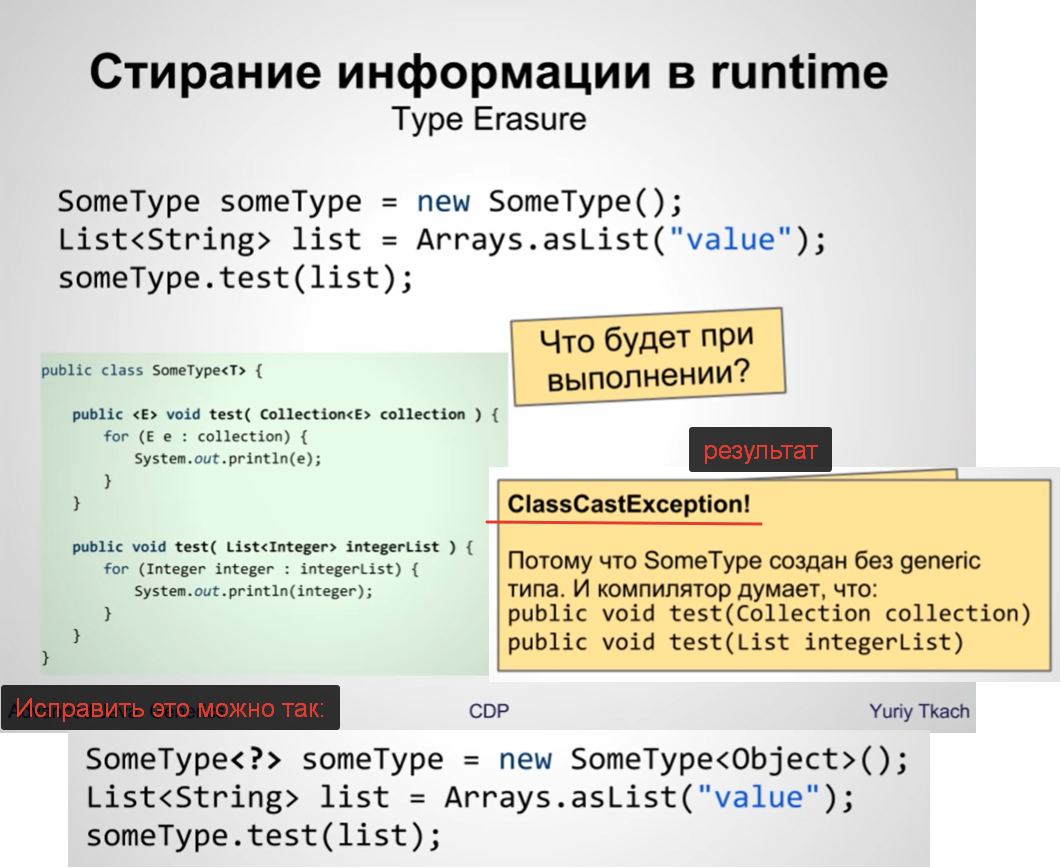 Стирание информации в runtime
Type Erasure
SomeType someType = new SomeType();
List<String> list = Arrays.asList("value");
someType.test(list);
Что будет при
выполнении?
public class SomeType<T> {
public <E> void test( Collection<E> collection ) {
for (E e : collection) {
System.out.println(e);
}
}
public void test( List<Integer> integerList ) {
for (Integer integer : integerList) {
System.out.println(integer);
}
}
}
результат
ClassCastException!
Потому что SomeType создан без generic
типа. И компилятор думает, что:
public void test(Collection collection)
public void test(List integerList)
Исправить это можно так:
CDP
Yuriy Tkach
SomeType<?> someType = new SomeType<Object>();
List<String> list = Arrays.asList("value");
someType.test(list);